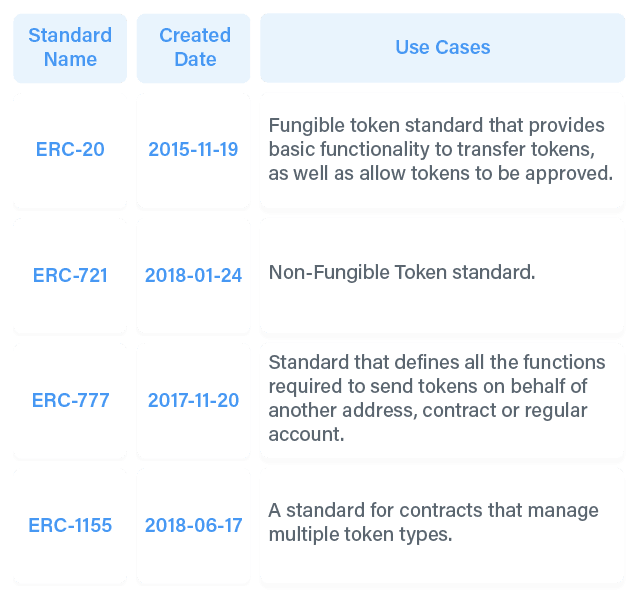 Standard
Name
Created
Date
Use Cases
ERC-20
2015-11-19
Fungible token standard that provides
basic functionality to transfer tokens,
as well as allow tokens to be approved.
ERC-721
2018-01-24
Non-Fungible Token standard.
ERC-777
2017-11-20
Standard that defines all the functions
required to send tokens on behalf of
another address, contract or regular
account.
ERC-1155
2018-06-17
A standard for contracts that manage
multiple token types.